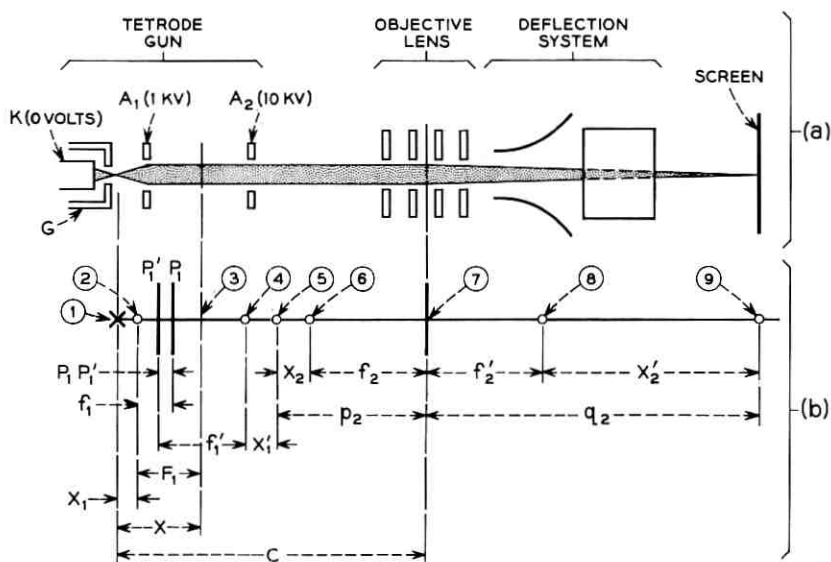 TETRODE
GUN
OBJECTIVE
LENS
DEFLECTION
SYSTEM
SCREEN
A₁ (1 KV)
A₂ (10 KV)
K (0 VOLTS)
G
(a)
P₁′ P₁
1 2 3 4 5 6 7 8 9
P₁ P₁′
X₂ f₂ f₂′ X₂′
f₁
p₂ q₂
f₁′ X₁′
F₁
X₁
X
C
(b)